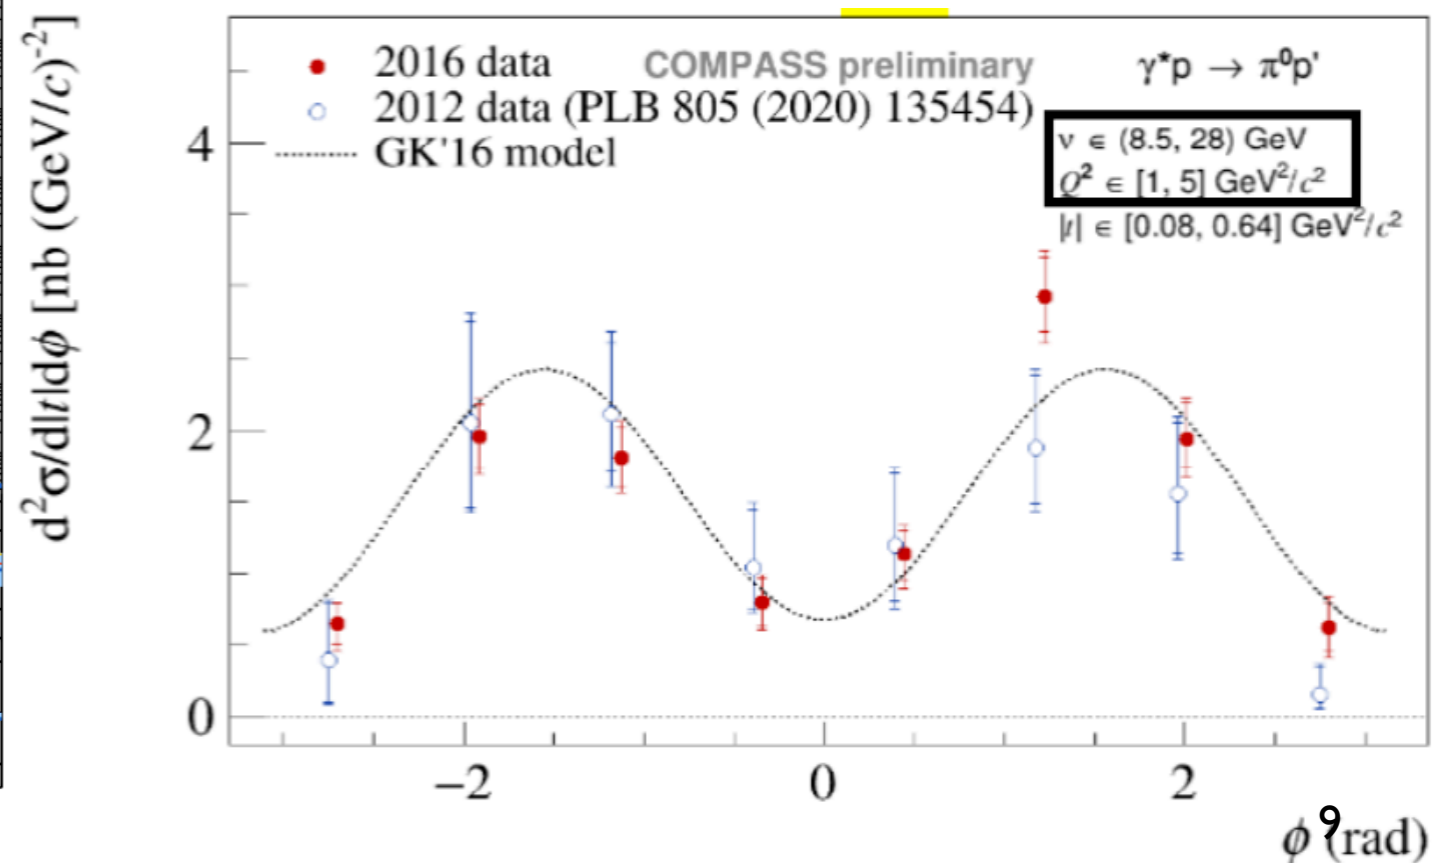 d²σ/d|t|dϕ [nb (GeV/c)⁻²]
2016 data
COMPASS preliminary
γ*p → π⁰p'
2012 data (PLB 805 (2020) 135454)
GK'16 model
ν ∈ (8.5, 28) GeV
Q² ∈ [1, 5] GeV²/c²
|t| ∈ [0.08, 0.64] GeV²/c²
4
2
0
−2 0 2
ϕ (rad)
9